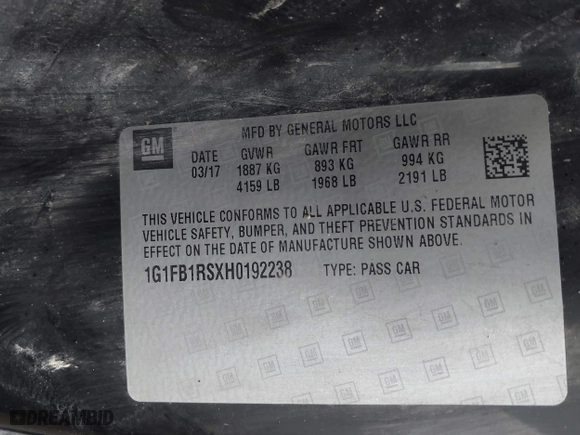 MFD BY GENERAL MOTORS LLC
GM
DATE GVWR GAWR FRT GAWR RR
03/17 1887 KG 893 KG 994 KG
4159 LB 1968 LB 2191 LB
THIS VEHICLE CONFORMS TO ALL APPLICABLE U.S. FEDERAL MOTOR
VEHICLE SAFETY, BUMPER, AND THEFT PREVENTION STANDARDS IN
EFFECT ON THE DATE OF MANUFACTURE SHOWN ABOVE.
1G1FB1RSXH0192238 TYPE: PASS CAR
DREAMBID